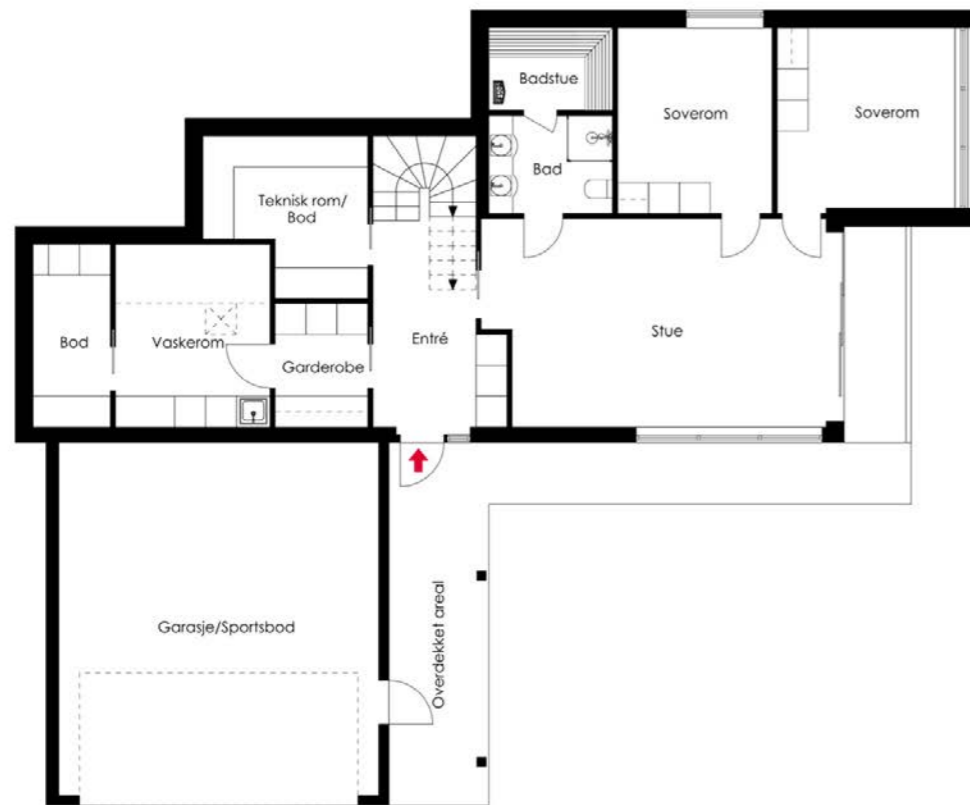 Badstue
Soverom
Soverom
Bad
Teknisk rom/
Bod
Bod
Vaskerom
Garderobe
Entré
Stue
Garasje/Sportsbod
Overdekket areal